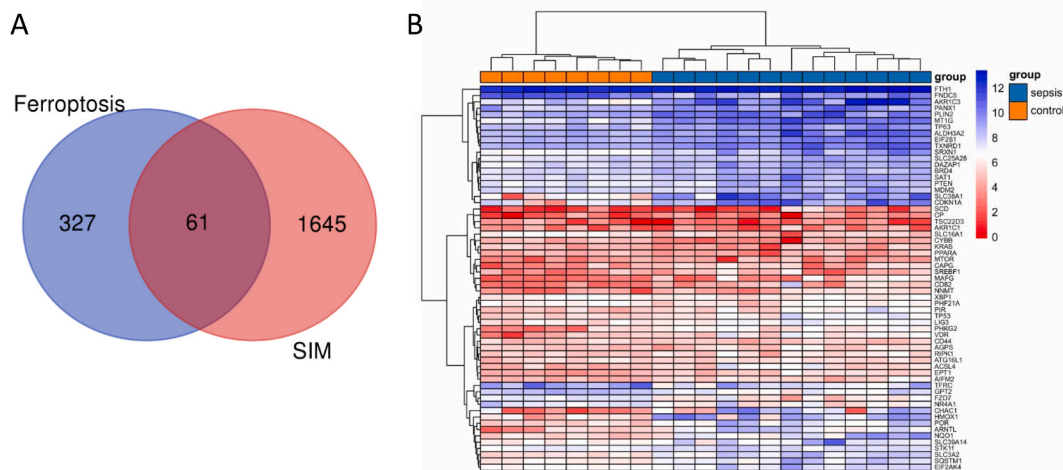 A
Ferroptosis
327
61
1645
SIM
B
group
FTH1
FNDC5
AKR1C3
PANX1
PLIN2
MT1G
TP63
ALDH3A2
EIF2S1
TXNRD1
SRXN1
SLC25A28
DAZAP1
BRD4
SAT1
PTEN
MDM2
SLC38A1
CDKN1A
SCD
CP
TSC22D3
AKR1C1
SLC16A1
CYBB
KRAS
PPARA
MTOR
CAPG
SREBF1
MAFG
CD82
NNMT
XBP1
PHF21A
PIR
TP53
LIG3
PHKG2
VDR
CD44
AGPS
RIPK1
ATG16L1
ACSL4
EPT1
AIFM2
TFRC
GPT2
FZD7
NR4A1
CHAC1
HMOX1
POR
ARNTL
NQO1
SLC39A14
STK11
SLC3A2
SQSTM1
EIF2AK4
12
10
8
6
4
2
0
group
sepsis
control